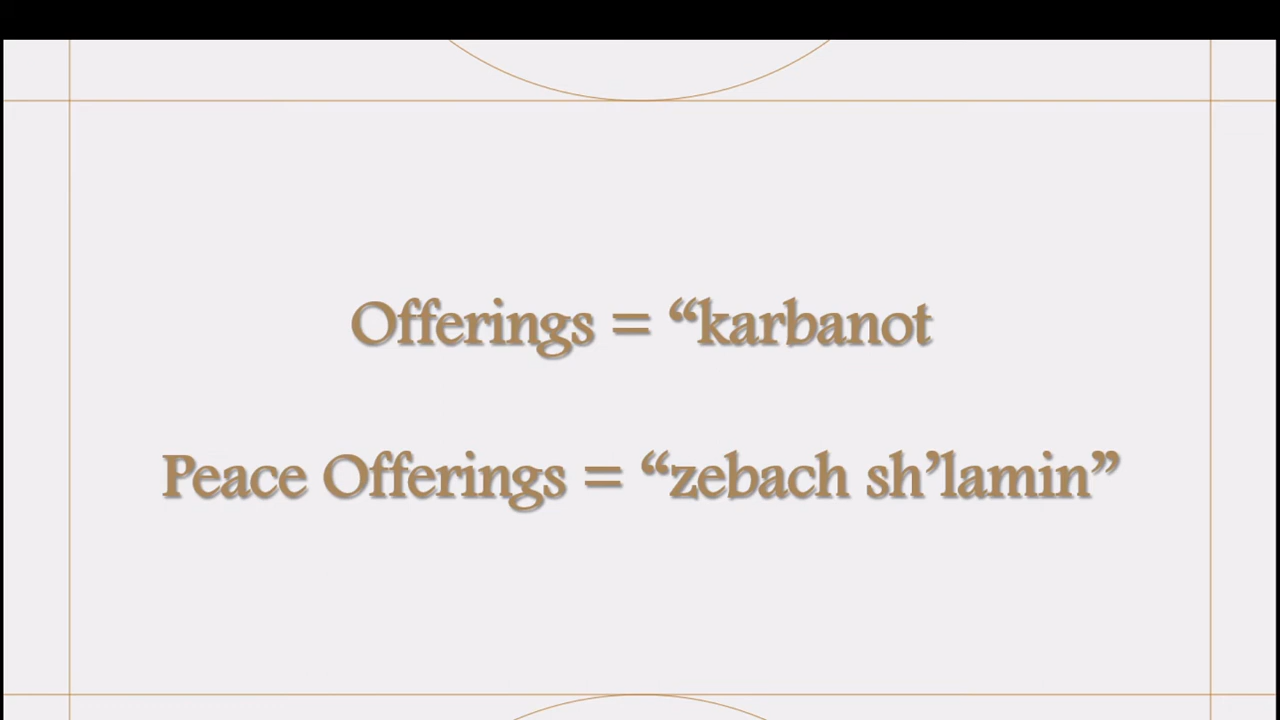 Offerings = “karbanot
Peace Offerings = “zebach sh’lamin”